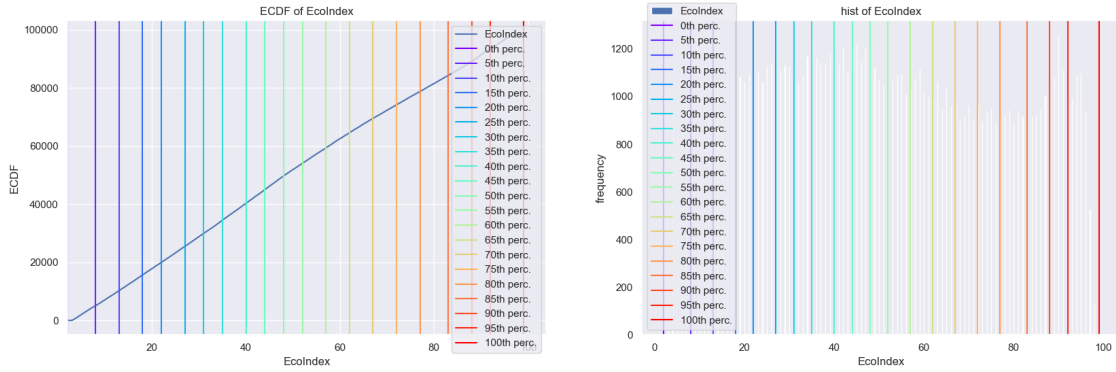 ECDF of EcoIndex
100000
80000
60000
40000
20000
0
ECDF
20
40
60
80
100
EcoIndex
EcoIndex
0th perc.
5th perc.
10th perc.
15th perc.
20th perc.
25th perc.
30th perc.
35th perc.
40th perc.
45th perc.
50th perc.
55th perc.
60th perc.
65th perc.
70th perc.
75th perc.
80th perc.
85th perc.
90th perc.
95th perc.
100th perc.
hist of EcoIndex
1200
1000
800
600
400
200
0
frequency
0
20
40
60
80
100
EcoIndex
EcoIndex
0th perc.
5th perc.
10th perc.
15th perc.
20th perc.
25th perc.
30th perc.
35th perc.
40th perc.
45th perc.
50th perc.
55th perc.
60th perc.
65th perc.
70th perc.
75th perc.
80th perc.
85th perc.
90th perc.
95th perc.
100th perc.